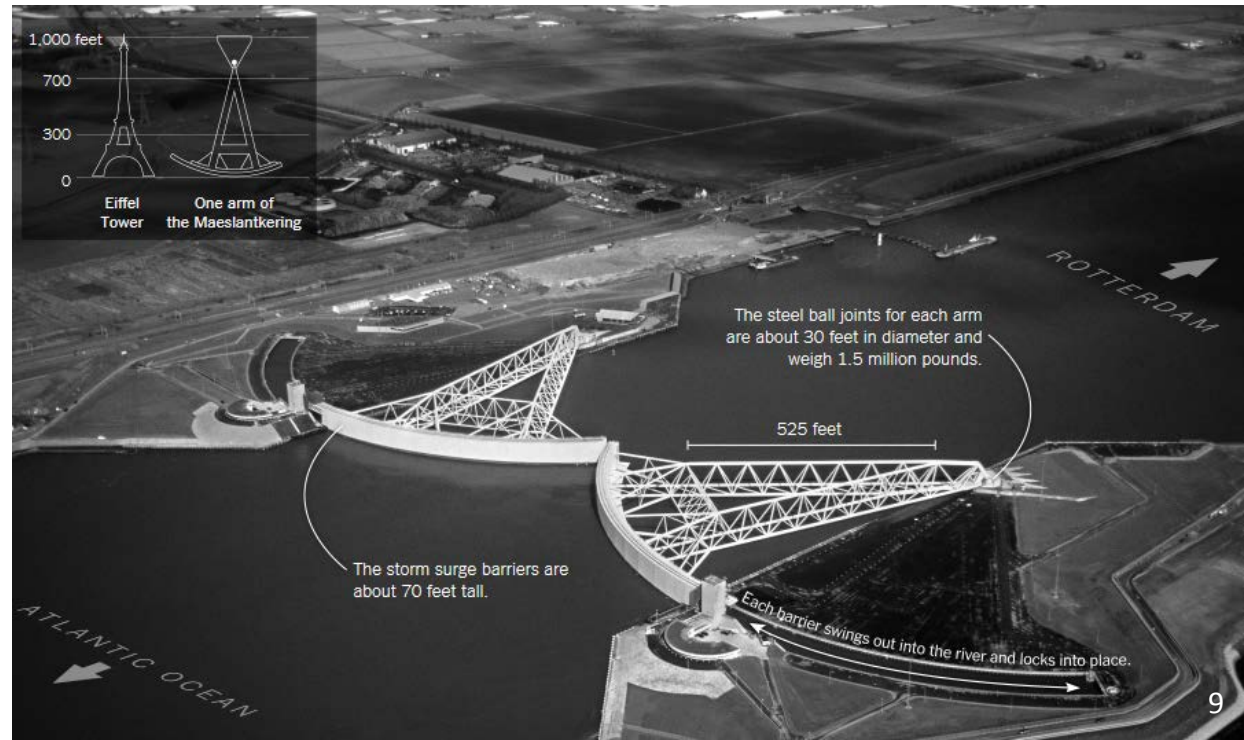 1,000 feet
700
300
0
Eiffel
Tower
One arm of
the Maeslantkering
ROTTERDAM
The steel ball joints for each arm
are about 30 feet in diameter and
weigh 1.5 million pounds.
525 feet
The storm surge barriers are
about 70 feet tall.
Each barrier swings out into the river and locks into place.
ATLANTIC OCEAN
9